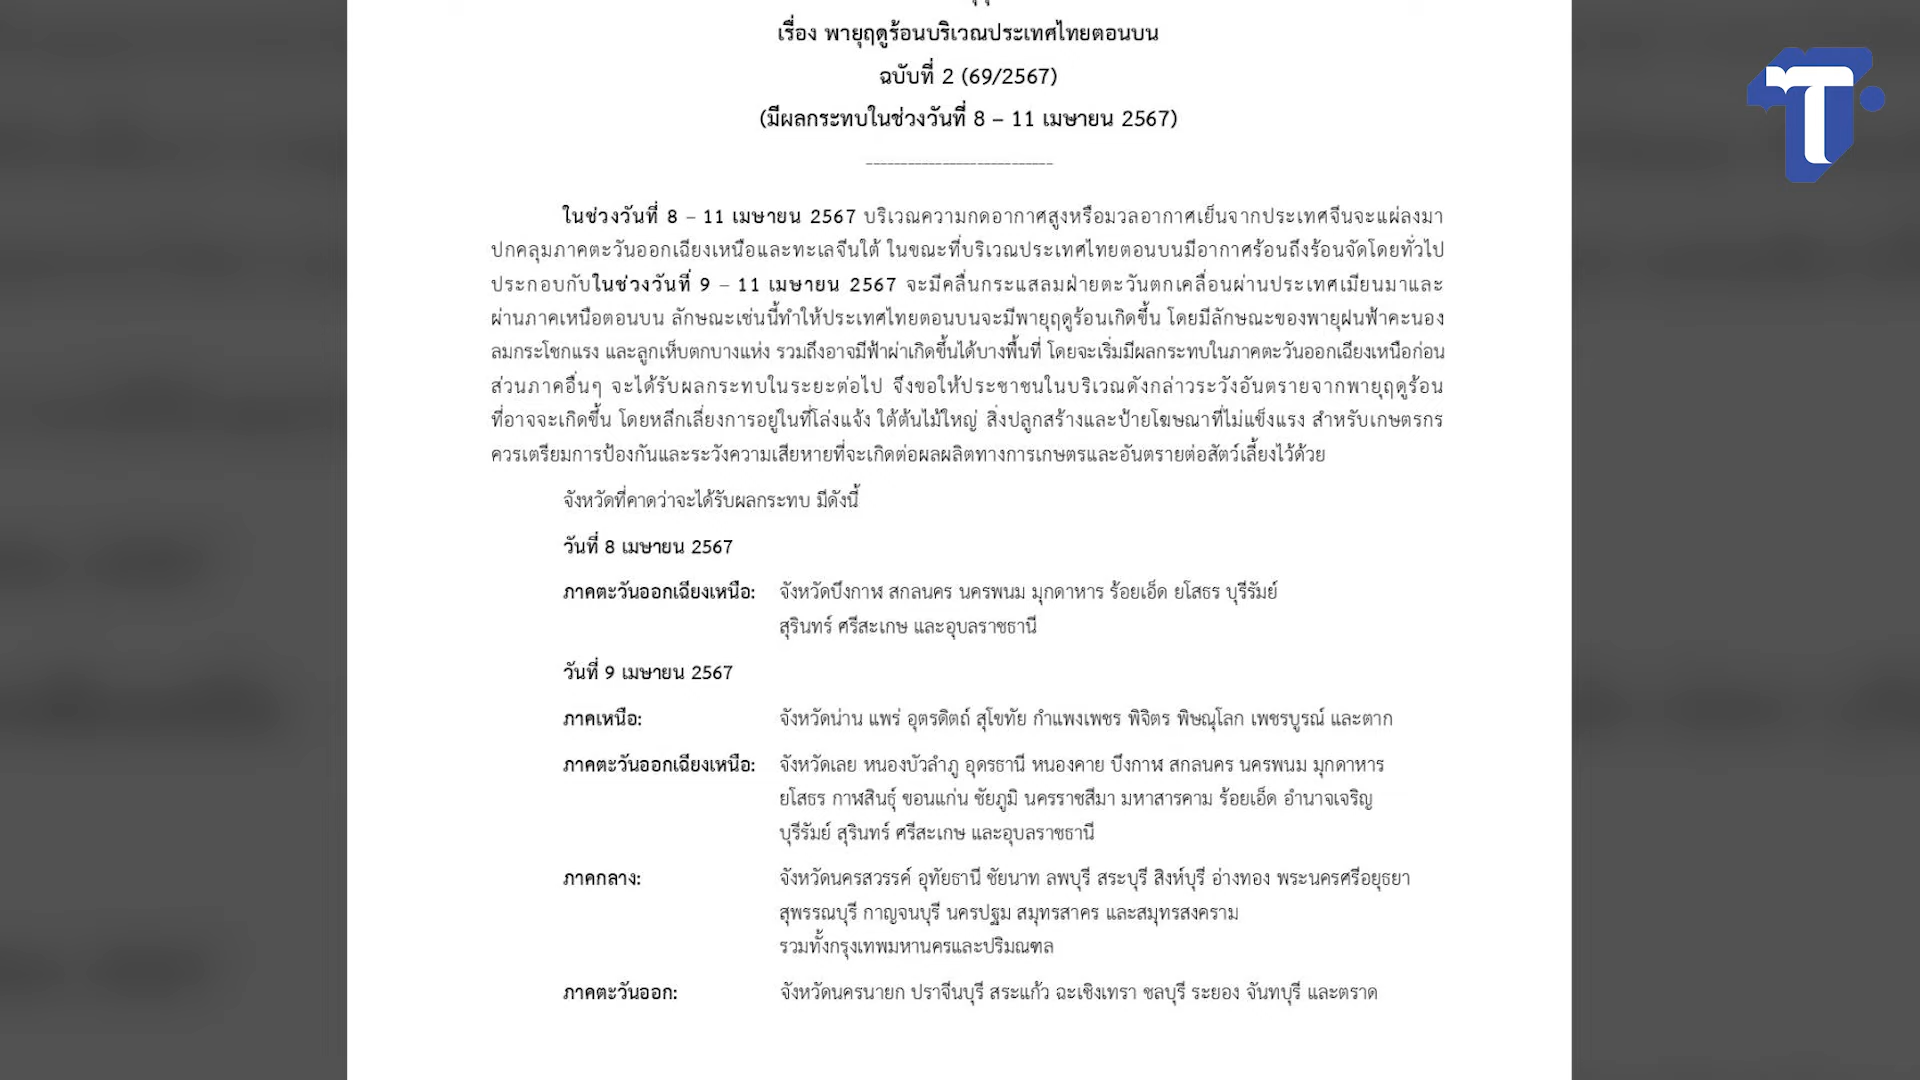 เรื่อง พายุฤดูร้อนบริเวณประเทศไทยตอนบน
ฉบับที่ 2 (69/2567)
(มีผลกระทบในช่วงวันที่ 8 – 11 เมษายน 2567)
ในช่วงวันที่ 8 – 11 เมษายน 2567 บริเวณความกดอากาศสูงหรือมวลอากาศเย็นจากประเทศจีนจะแผ่ลงมา
ปกคลุมภาคตะวันออกเฉียงเหนือและทะเลจีนใต้ ในขณะที่บริเวณประเทศไทยตอนบนมีอากาศร้อนถึงร้อนจัดโดยทั่วไป
ประกอบกับในช่วงวันที่ 9 – 11 เมษายน 2567 จะมีคลื่นกระแสลมฝ่ายตะวันตกเคลื่อนผ่านประเทศเมียนมาและ
ผ่านภาคเหนือตอนบน ลักษณะเช่นนี้ทำให้ประเทศไทยตอนบนจะมีพายุฤดูร้อนเกิดขึ้น โดยมีลักษณะของพายุฝนฟ้าคะนอง
ลมกระโชกแรง และลูกเห็บตกบางแห่ง รวมถึงอาจมีฟ้าผ่าเกิดขึ้นได้บางพื้นที่ โดยจะเริ่มมีผลกระทบในภาคตะวันออกเฉียงเหนือก่อน
ส่วนภาคอื่นๆ จะได้รับผลกระทบในระยะต่อไป จึงขอให้ประชาชนในบริเวณดังกล่าวระวังอันตรายจากพายุฤดูร้อน
ที่อาจจะเกิดขึ้น โดยหลีกเลี่ยงการอยู่ในที่โล่งแจ้ง ใต้ต้นไม้ใหญ่ สิ่งปลูกสร้างและป้ายโฆษณาที่ไม่แข็งแรง สำหรับเกษตรกร
ควรเตรียมการป้องกันและระวังความเสียหายที่จะเกิดต่อผลผลิตทางการเกษตรและอันตรายต่อสัตว์เลี้ยงไว้ด้วย
จังหวัดที่คาดว่าจะได้รับผลกระทบ มีดังนี้
วันที่ 8 เมษายน 2567
ภาคตะวันออกเฉียงเหนือ: จังหวัดบึงกาฬ สกลนคร นครพนม มุกดาหาร ร้อยเอ็ด ยโสธร บุรีรัมย์
สุรินทร์ ศรีสะเกษ และอุบลราชธานี
วันที่ 9 เมษายน 2567
ภาคเหนือ: จังหวัดน่าน แพร่ อุตรดิตถ์ สุโขทัย กำแพงเพชร พิจิตร พิษณุโลก เพชรบูรณ์ และตาก
ภาคตะวันออกเฉียงเหนือ: จังหวัดเลย หนองบัวลำภู อุดรธานี หนองคาย บึงกาฬ สกลนคร นครพนม มุกดาหาร
ยโสธร กาฬสินธุ์ ขอนแก่น ชัยภูมิ นครราชสีมา มหาสารคาม ร้อยเอ็ด อำนาจเจริญ
บุรีรัมย์ สุรินทร์ ศรีสะเกษ และอุบลราชธานี
ภาคกลาง: จังหวัดนครสวรรค์ อุทัยธานี ชัยนาท ลพบุรี สระบุรี สิงห์บุรี อ่างทอง พระนครศรีอยุธยา
สุพรรณบุรี กาญจนบุรี นครปฐม สมุทรสาคร และสมุทรสงคราม
รวมทั้งกรุงเทพมหานครและปริมณฑล
ภาคตะวันออก: จังหวัดนครนายก ปราจีนบุรี สระแก้ว ฉะเชิงเทรา ชลบุรี ระยอง จันทบุรี และตราด
T